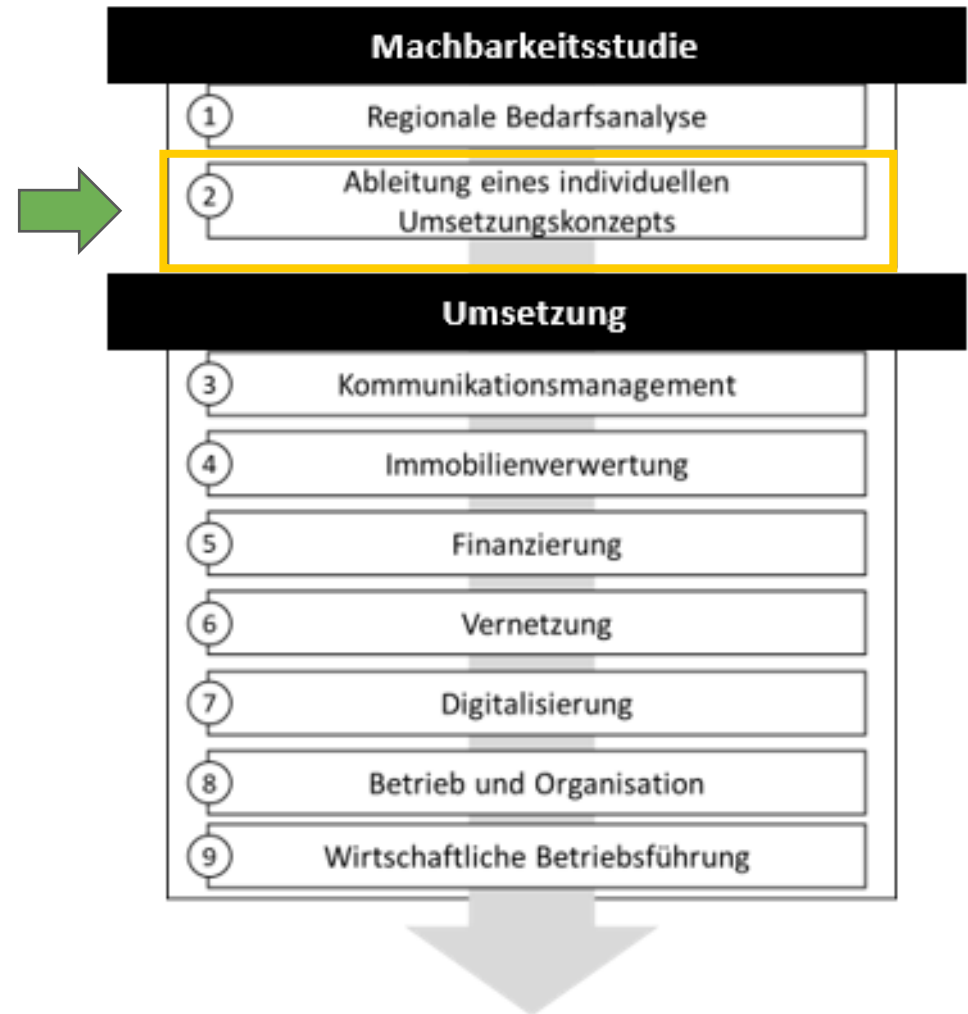 Machbarkeitsstudie
1 Regionale Bedarfsanalyse
2 Ableitung eines individuellen
Umsetzungskonzepts
Umsetzung
3 Kommunikationsmanagement
4 Immobilienverwertung
5 Finanzierung
6 Vernetzung
7 Digitalisierung
8 Betrieb und Organisation
9 Wirtschaftliche Betriebsführung